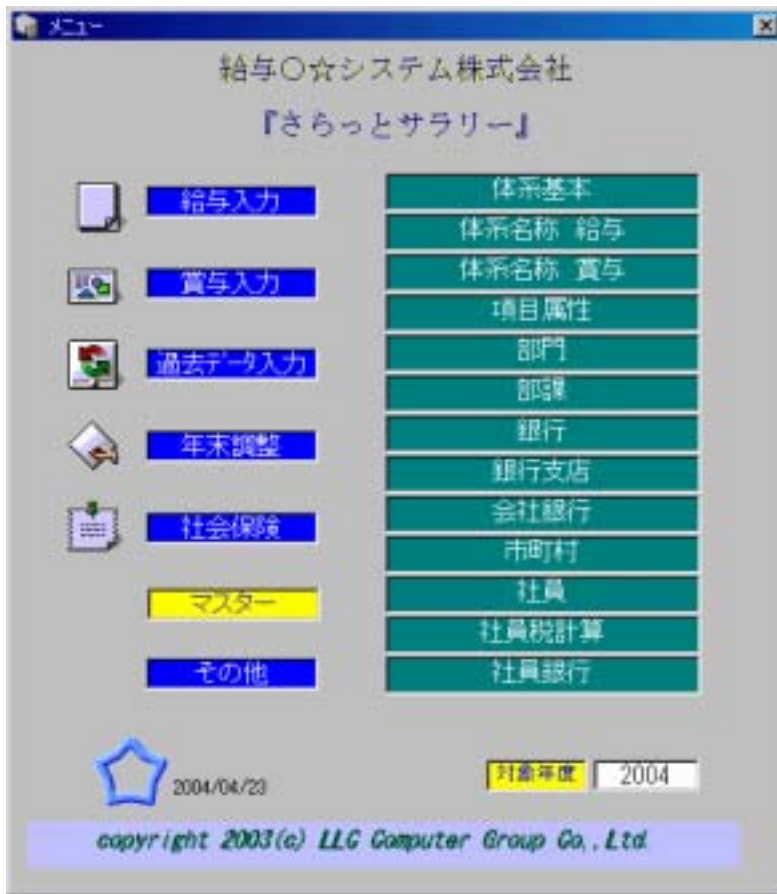 メニュー
給与○☆システム株式会社
『さらっとサラリー』
給与入力
賞与入力
過去データ入力
年末調整
社会保険
マスター
その他
体系基本
体系名称 給与
体系名称 賞与
項目属性
部門
部課
銀行
銀行支店
会社銀行
市町村
社員
社員税計算
社員銀行
2004/04/23
対象年度 2004
copyright 2003(c) LLC Computer Group Co,.Ltd